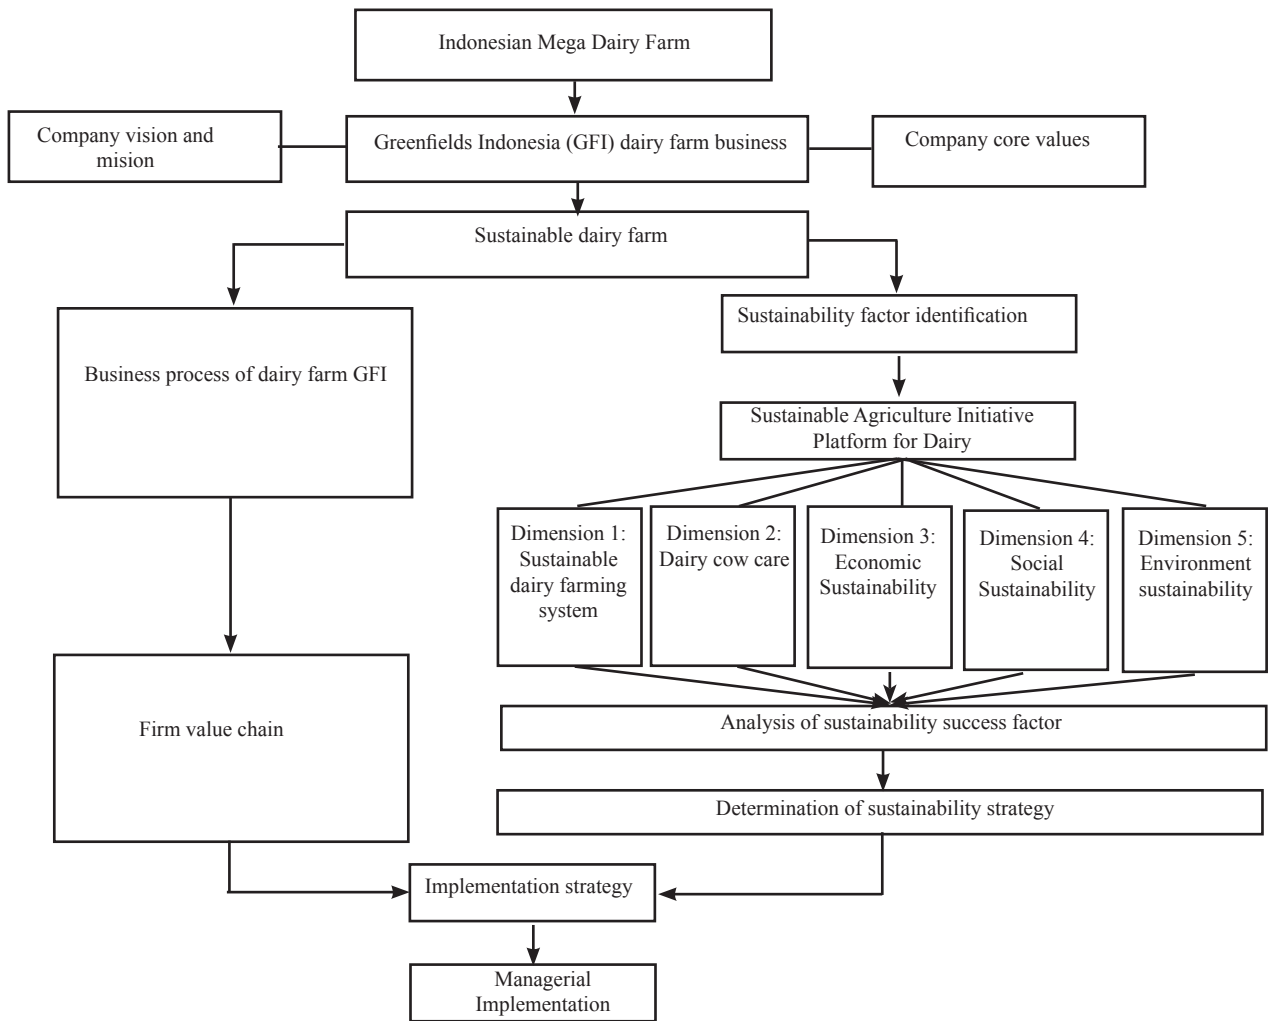 Indonesian Mega Dairy Farm
Company vision and
mision
Greenfields Indonesia (GFI) dairy farm business
Company core values
Sustainable dairy farm
Sustainability factor identification
Business process of dairy farm GFI
Sustainable Agriculture Initiative
Platform for Dairy
Dimension 1:
Sustainable
dairy farming
system
Dimension 2:
Dairy cow care
Dimension 3:
Economic
Sustainability
Dimension 4:
Social
Sustainability
Dimension 5:
Environment
sustainability
Analysis of sustainability success factor
Firm value chain
Determination of sustainability strategy
Implementation strategy
Managerial
Implementation